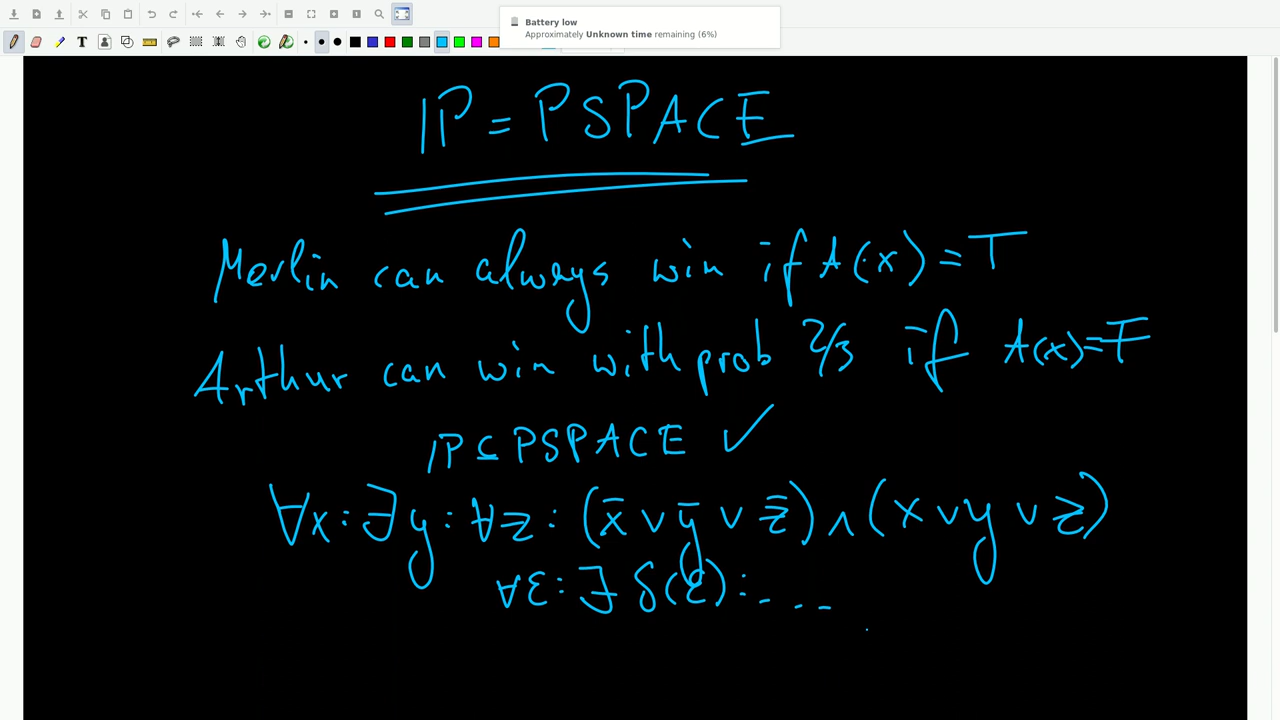 Battery low
Approximately Unknown time remaining (6%)
IP = PSPACE
Merlin can always win if A(x) = T
Arthur can win with prob 2/3 if A(x)=F
IP ⊆ PSPACE ✓
∀x: ∃y: ∀z: (x̄ ∨ ȳ ∨ z̄) ∧ (x ∨ y ∨ z)
∀ε: ∃ δ(ε): ...